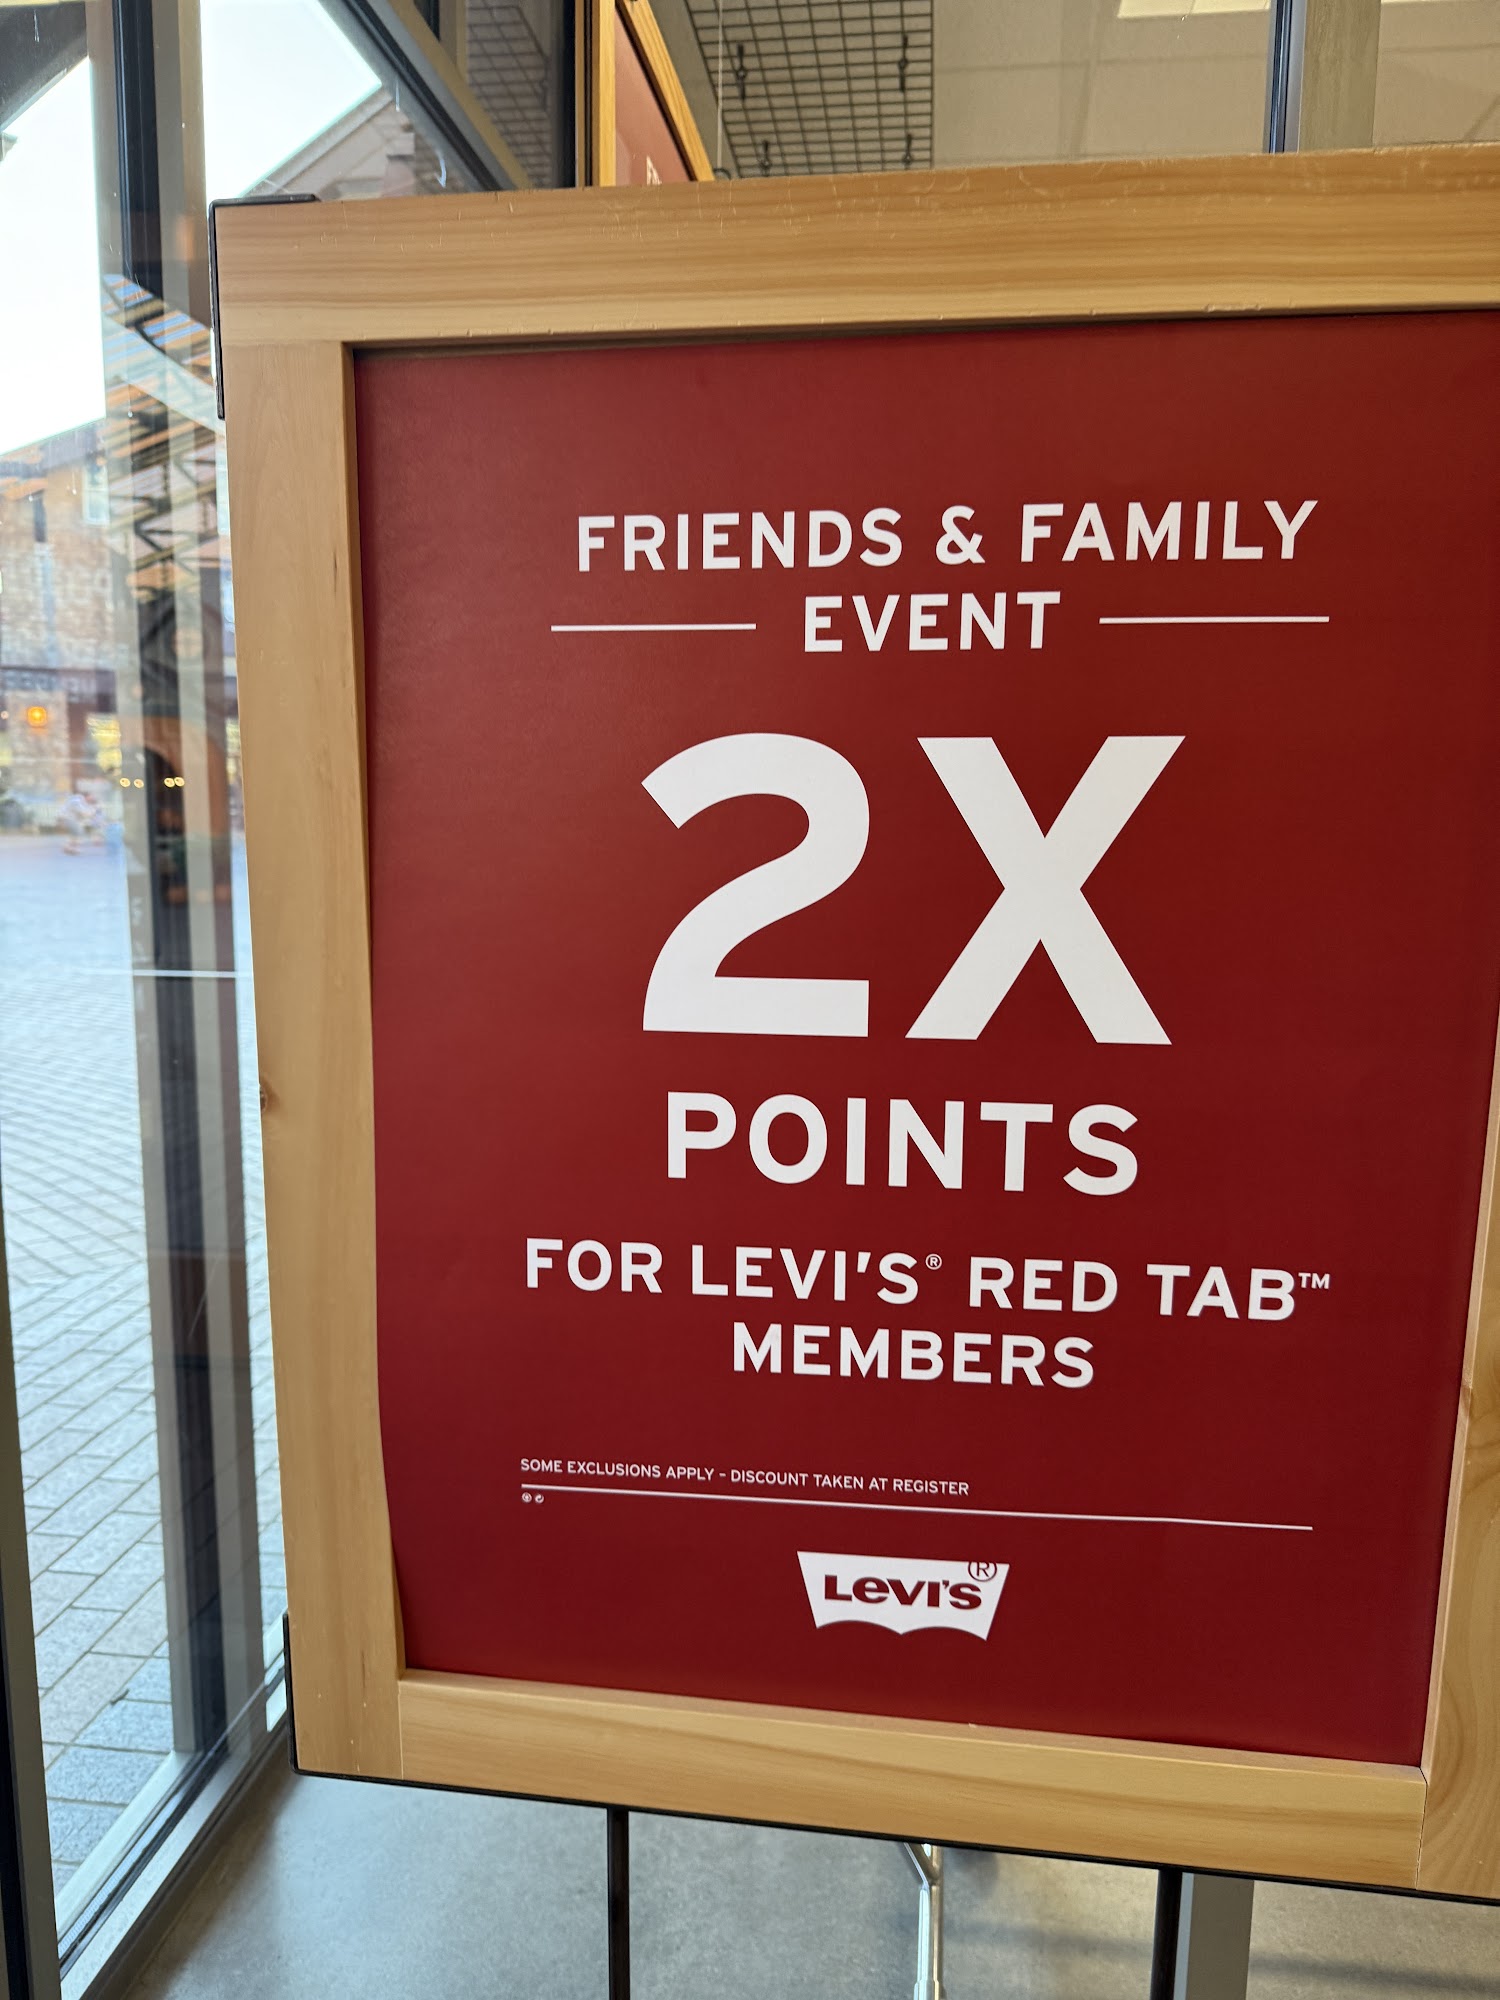 FRIENDS & FAMILY
EVENT
2X
POINTS
FOR LEVI'S® RED TAB™
MEMBERS
SOME EXCLUSIONS APPLY – DISCOUNT TAKEN AT REGISTER
LEVI'S®